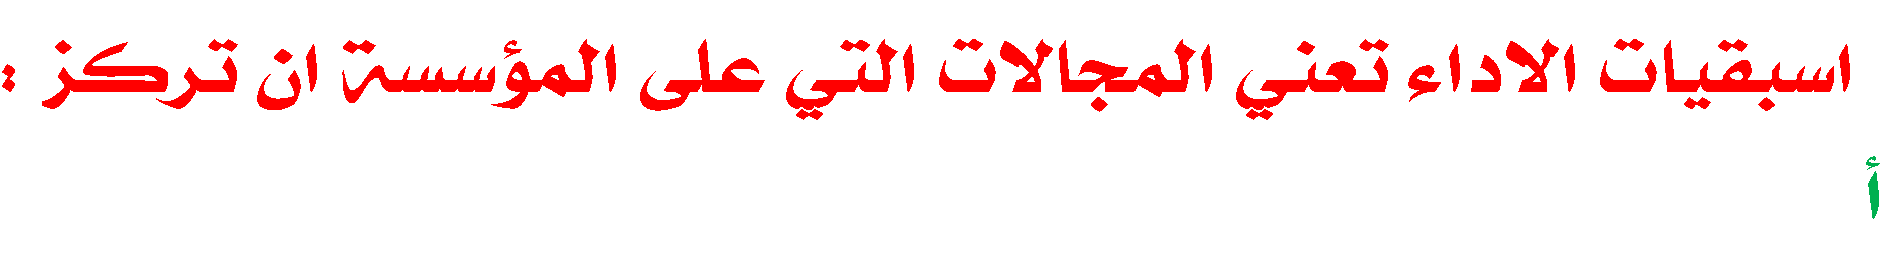 اسبقيات الاداء تعني المجالات التي على المؤسسة ان تركز :
أ